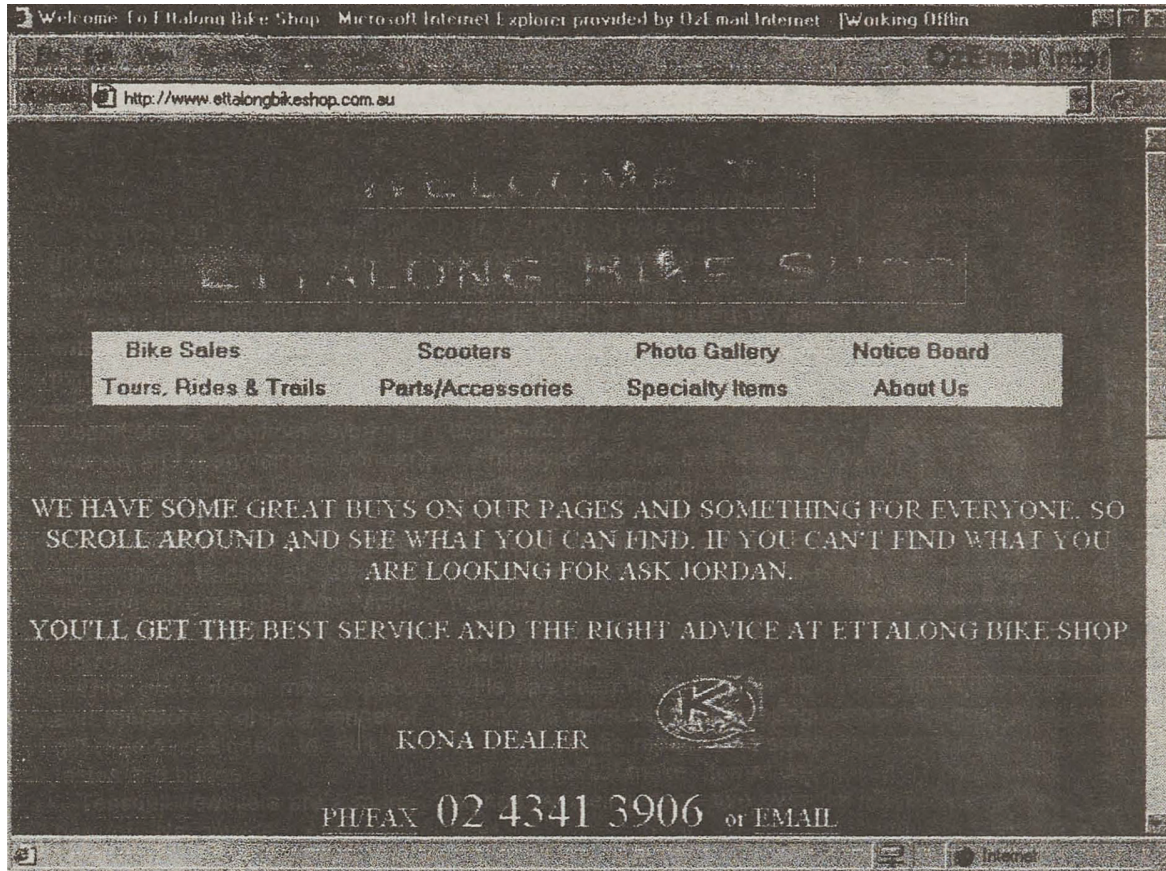 Welcome To Ettalong Bike Shop - Microsoft Internet Explorer provided by OzEmail Internet - [Working Offlin
OzEmail Inter
http://www.ettalongbikeshop.com.au
WELCOME To
ETTALONG BIKE SHOP
Bike Sales Scooters Photo Gallery Notice Board
Tours, Rides & Trails Parts/Accessories Specialty Items About Us
WE HAVE SOME GREAT BUYS ON OUR PAGES AND SOMETHING FOR EVERYONE. SO
SCROLL AROUND AND SEE WHAT YOU CAN FIND. IF YOU CAN'T FIND WHAT YOU
ARE LOOKING FOR ASK JORDAN.
YOU'LL GET THE BEST SERVICE AND THE RIGHT ADVICE AT ETTALONG BIKE SHOP
KONA DEALER
PH/FAX 02 4341 3906 or EMAIL
Internet